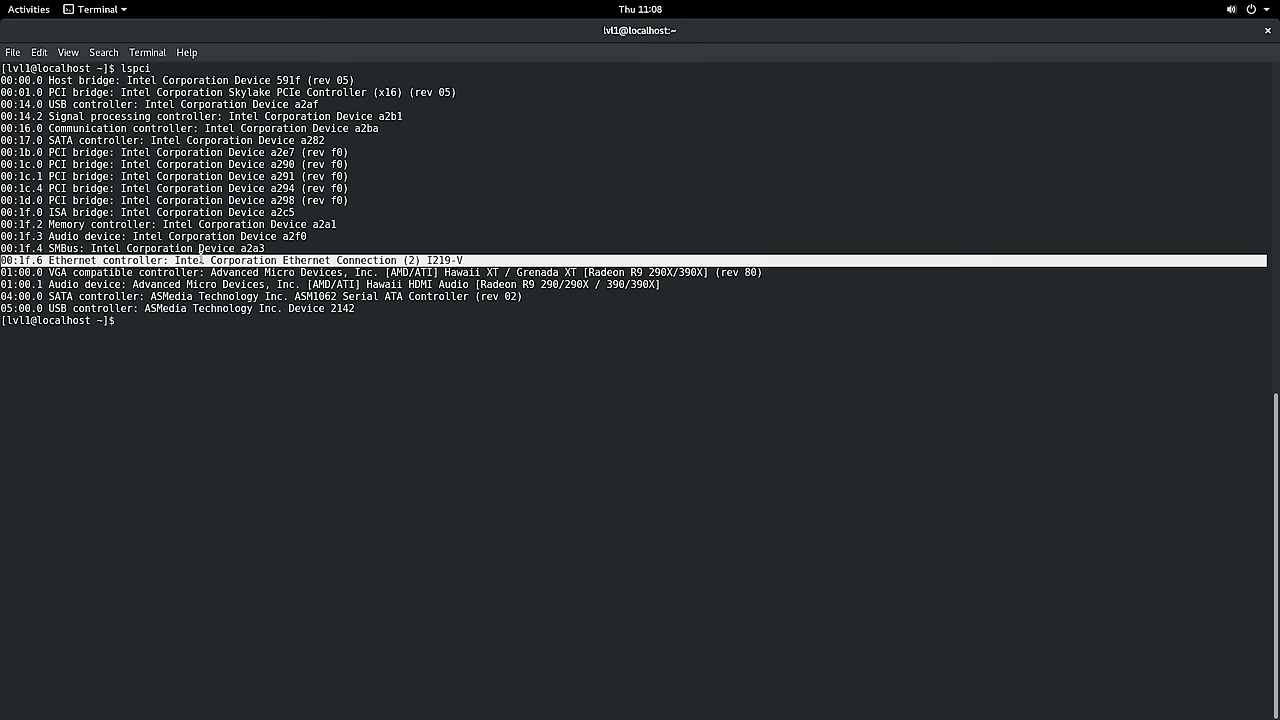 Activities Terminal Thu 11:08
lvl1@localhost:~
File Edit View Search Terminal Help
[lvl1@localhost ~]$ lspci
00:00.0 Host bridge: Intel Corporation Device 591f (rev 05)
00:01.0 PCI bridge: Intel Corporation Skylake PCIe Controller (x16) (rev 05)
00:14.0 USB controller: Intel Corporation Device a2af
00:14.2 Signal processing controller: Intel Corporation Device a2b1
00:16.0 Communication controller: Intel Corporation Device a2ba
00:17.0 SATA controller: Intel Corporation Device a282
00:1b.0 PCI bridge: Intel Corporation Device a2e7 (rev f0)
00:1c.0 PCI bridge: Intel Corporation Device a290 (rev f0)
00:1c.1 PCI bridge: Intel Corporation Device a291 (rev f0)
00:1c.4 PCI bridge: Intel Corporation Device a294 (rev f0)
00:1d.0 PCI bridge: Intel Corporation Device a298 (rev f0)
00:1f.0 ISA bridge: Intel Corporation Device a2c5
00:1f.2 Memory controller: Intel Corporation Device a2a1
00:1f.3 Audio device: Intel Corporation Device a2f0
00:1f.4 SMBus: Intel Corporation Device a2a3
00:1f.6 Ethernet controller: Intel Corporation Ethernet Connection (2) I219-V
01:00.0 VGA compatible controller: Advanced Micro Devices, Inc. [AMD/ATI] Hawaii XT / Grenada XT [Radeon R9 290X/390X] (rev 80)
01:00.1 Audio device: Advanced Micro Devices, Inc. [AMD/ATI] Hawaii HDMI Audio [Radeon R9 290/290X / 390/390X]
04:00.0 SATA controller: ASMedia Technology Inc. ASM1062 Serial ATA Controller (rev 02)
05:00.0 USB controller: ASMedia Technology Inc. Device 2142
[lvl1@localhost ~]$